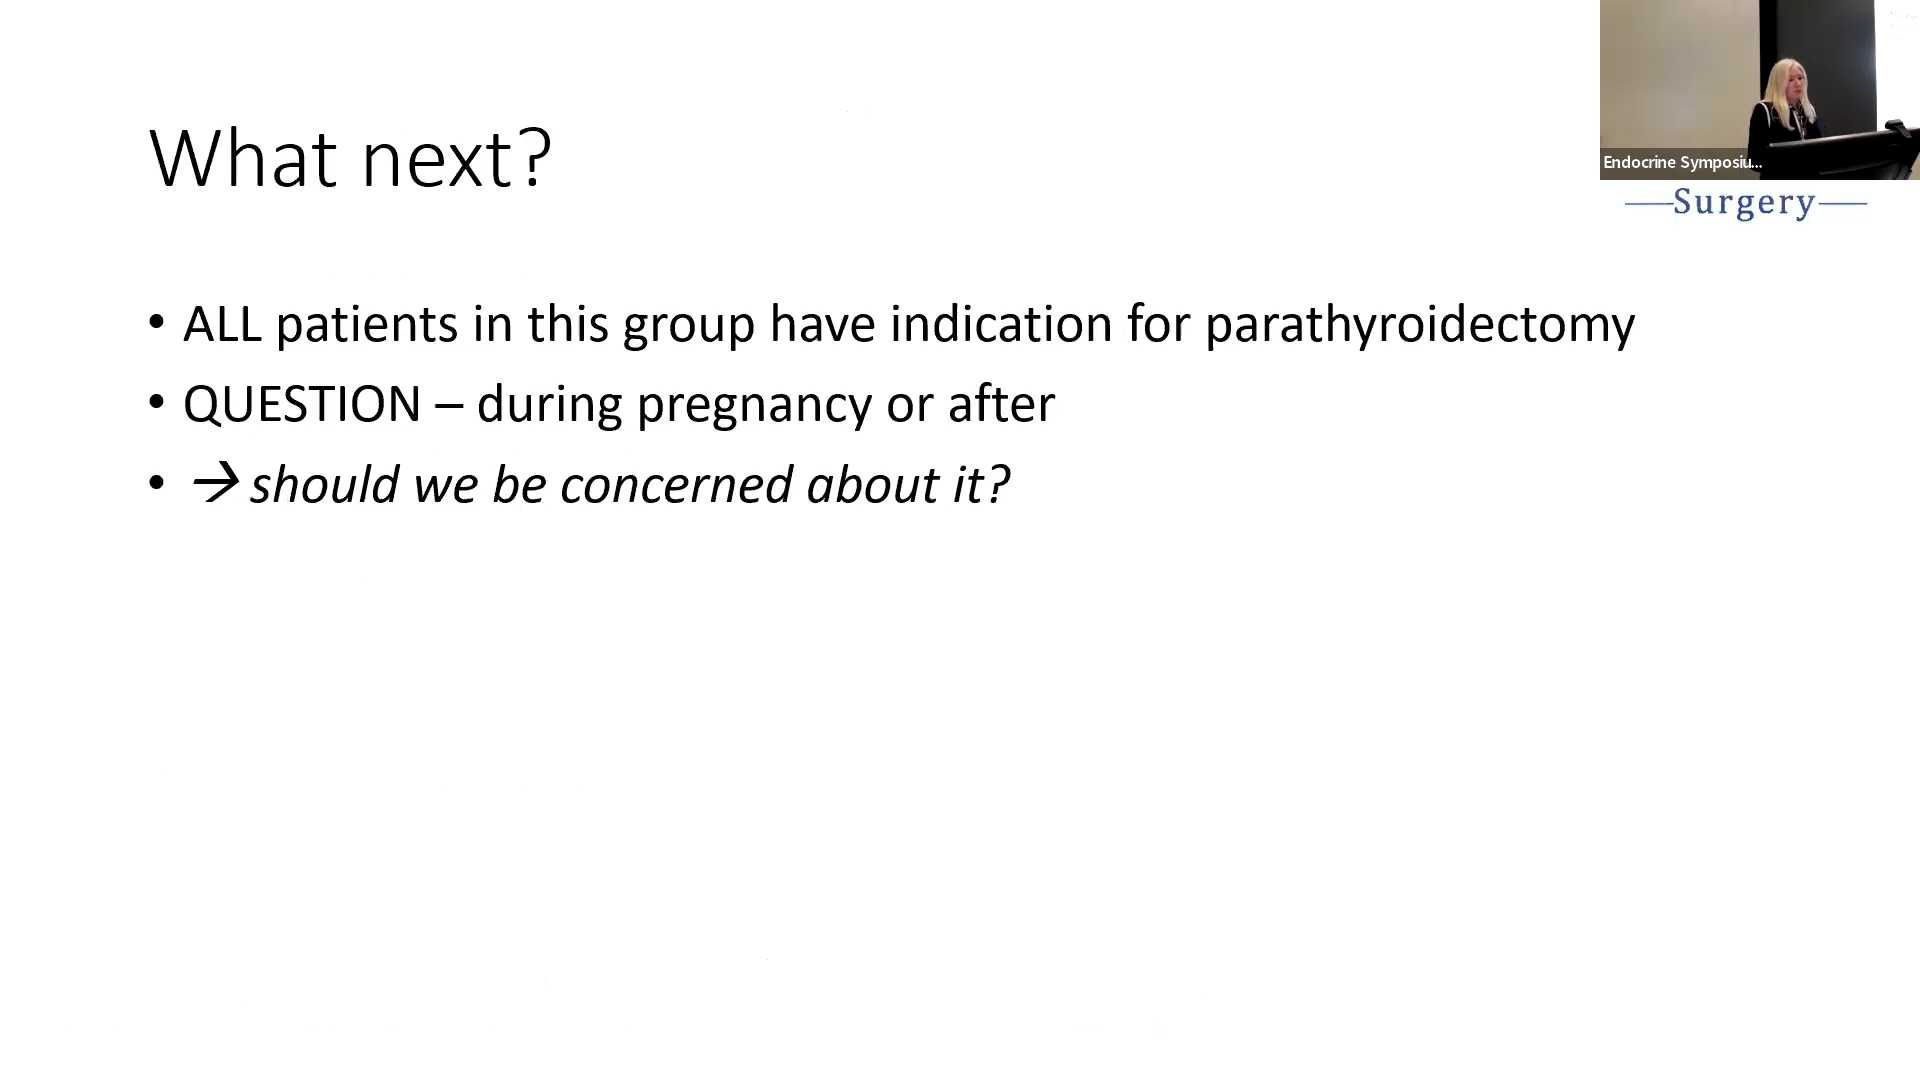 What next?
Endocrine Symposiu...
Surgery
• ALL patients in this group have indication for parathyroidectomy
• QUESTION – during pregnancy or after
• → should we be concerned about it?